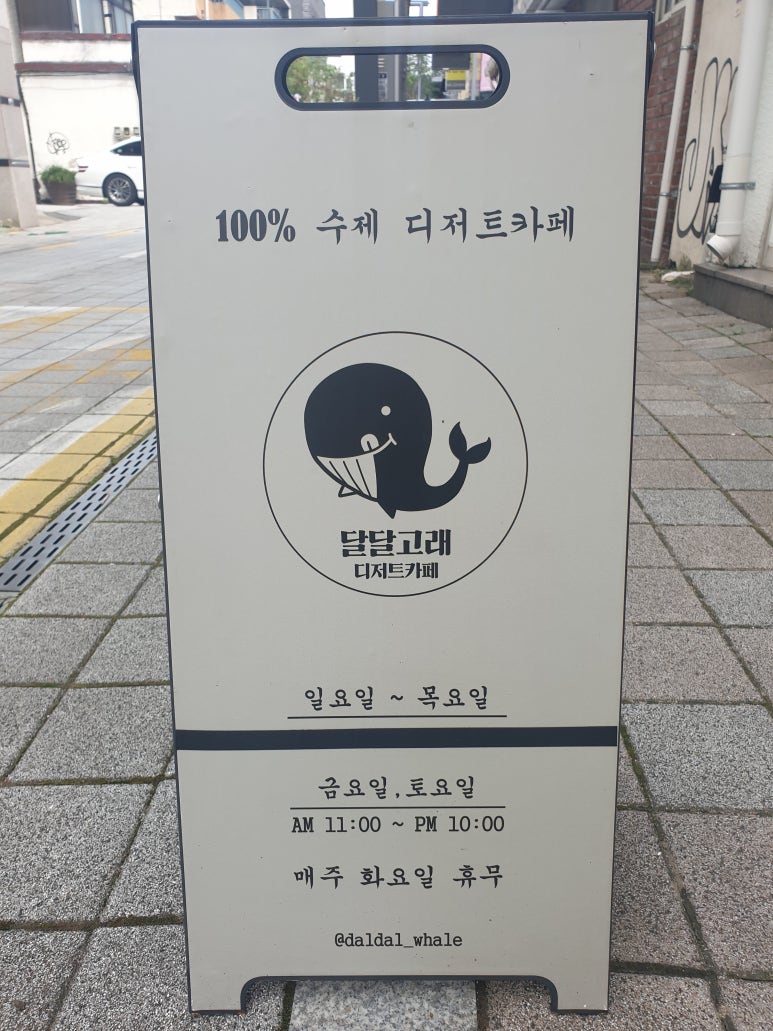 100% 수제 디저트카페
달달고래
디저트카페
일요일 ~ 목요일
금요일,토요일
AM 11:00 ~ PM 10:00
매주 화요일 휴무
@daldal_whale